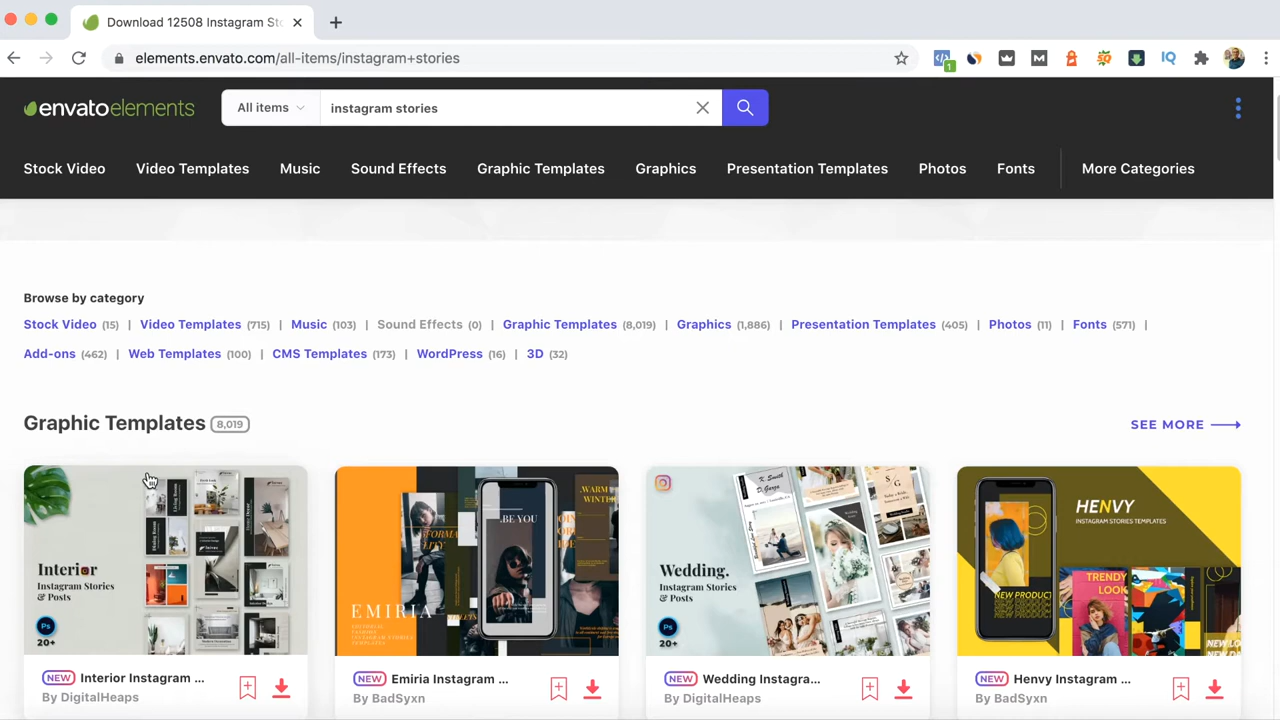 Download 12508 Instagram Sto
elements.envato.com/all-items/instagram+stories
1
M
IQ
envatoelements
All items
instagram stories
Stock Video
Video Templates
Music
Sound Effects
Graphic Templates
Graphics
Presentation Templates
Photos
Fonts
More Categories
Browse by category
Stock Video (15) | Video Templates (715) | Music (103) | Sound Effects (0) | Graphic Templates (8,019) | Graphics (1,886) | Presentation Templates (405) | Photos (11) | Fonts (571) |
Add-ons (462) | Web Templates (100) | CMS Templates (173) | WordPress (16) | 3D (32)
Graphic Templates 8,019
SEE MORE
Interior
Instagram Stories
& Posts
Ps
20+
.BE YOU
EMIRIA
Wedding.
Instagram Stories
& Posts
Ps
20+
K. Smith
D. Garza
S
G
HENVY
INSTAGRAM STORIES TEMPLATES
NEW PRODUCT
TRENDY
LOOK
NEW Interior Instagram ...
By DigitalHeaps
NEW Emiria Instagram ...
By BadSyxn
NEW Wedding Instagra...
By DigitalHeaps
NEW Henvy Instagram ...
By BadSyxn